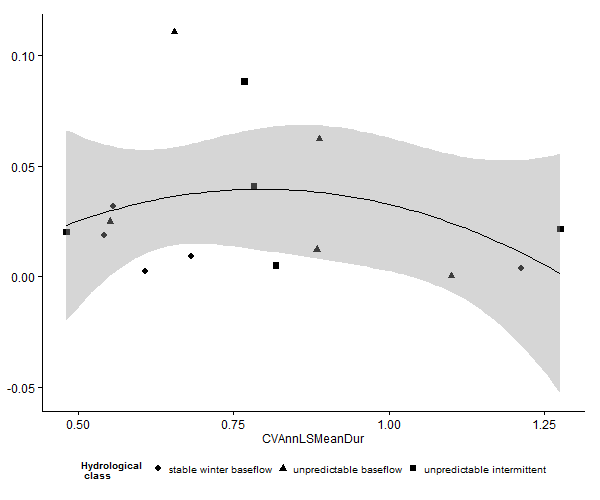 0.10
0.05
0.00
-0.05
0.50 0.75 1.00 1.25
CVAnnLSMeanDur
Hydrological
class
stable winter baseflow unpredictable baseflow unpredictable intermittent